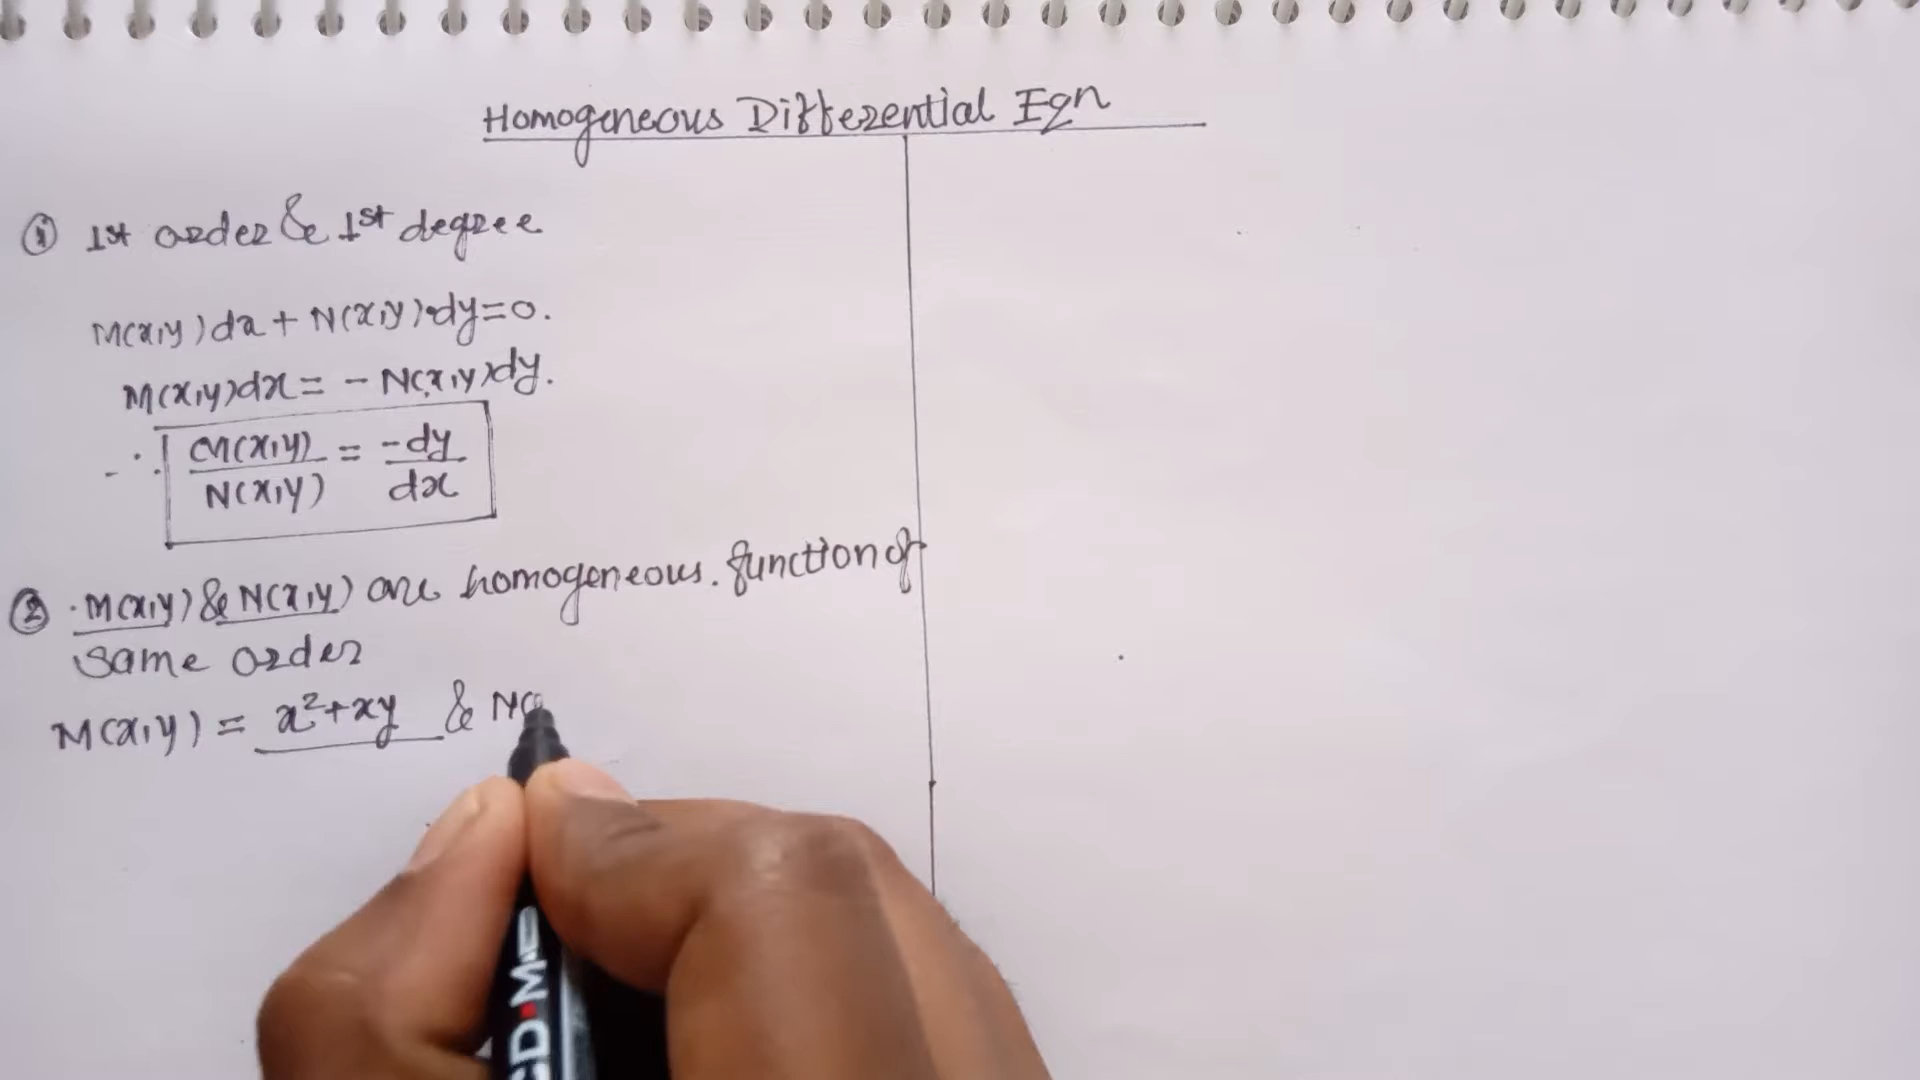 Homogeneous Differential Eqn
① 1st order & 1st degree
M(x,y)dx + N(x,y)·dy=0.
M(x,y)dx = - N(x,y)dy.
∴ M(x,y)/N(x,y) = -dy/dx
② ·M(x,y) & N(x,y) are homogeneous. function of
same order
M(x,y) = x²+xy & N(